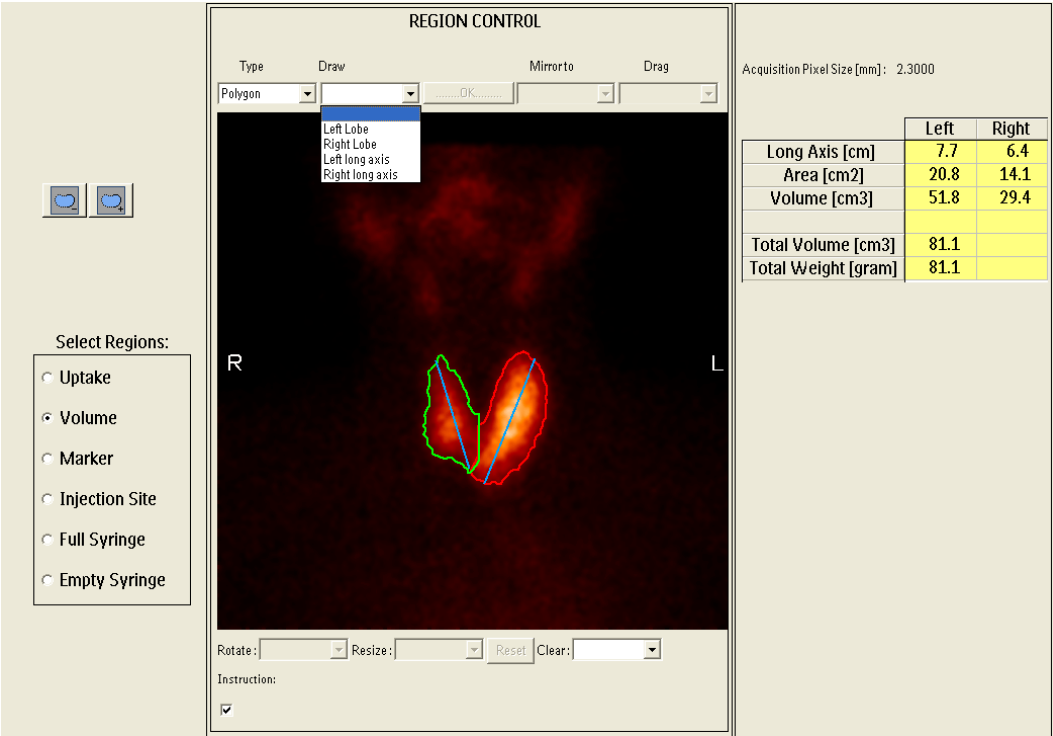 REGION CONTROL
Type Draw Mirror to Drag
Polygon ........OK.........
Left Lobe
Right Lobe
Left long axis
Right long axis
R L
Select Regions:
Uptake
Volume
Marker
Injection Site
Full Syringe
Empty Syringe
Rotate: Resize: Reset Clear:
Instruction:
Acquisition Pixel Size [mm]: 2.3000
Left Right
Long Axis [cm] 7.7 6.4
Area [cm2] 20.8 14.1
Volume [cm3] 51.8 29.4
Total Volume [cm3] 81.1
Total Weight [gram] 81.1